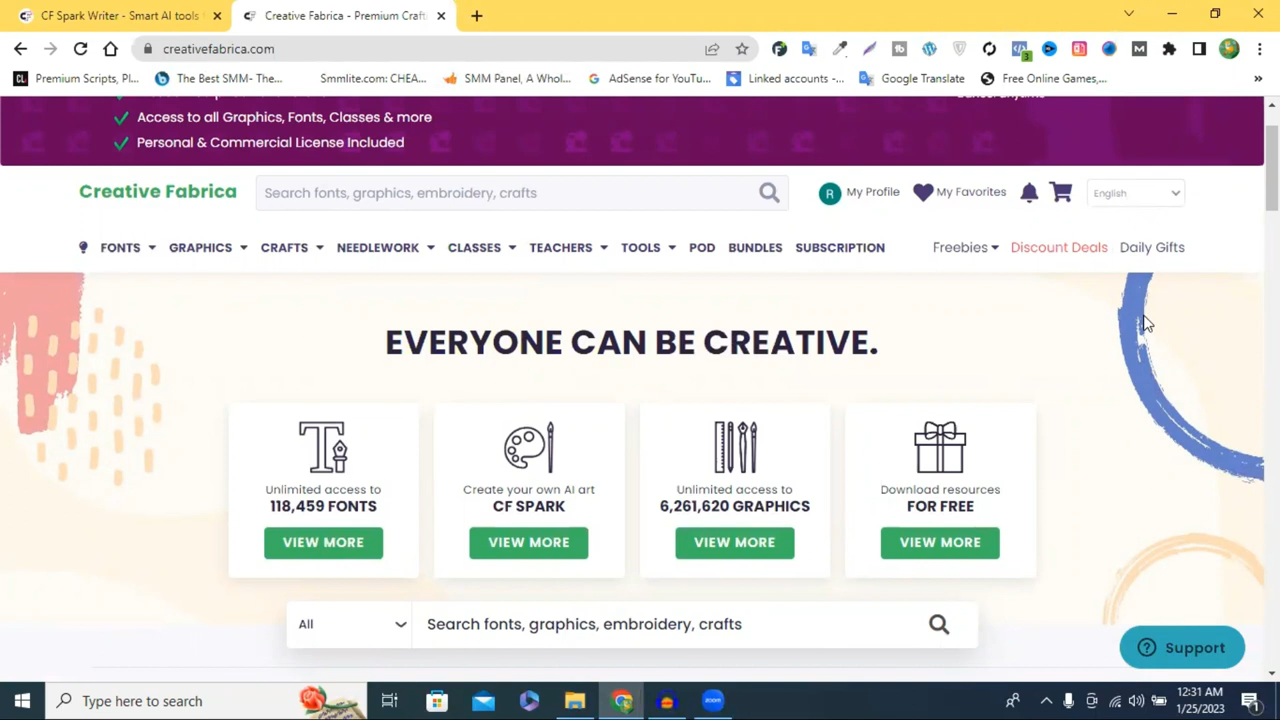 CF Spark Writer - Smart AI tools
Creative Fabrica - Premium Craft
creativefabrica.com
3
Premium Scripts, Pl...
The Best SMM- The...
Smmlite.com: CHEA...
SMM Panel, A Whol...
AdSense for YouTu...
Linked accounts -...
Google Translate
Free Online Games,...
Access to all Graphics, Fonts, Classes & more
Personal & Commercial License Included
Creative Fabrica
Search fonts, graphics, embroidery, crafts
R
My Profile
My Favorites
English
FONTS
GRAPHICS
CRAFTS
NEEDLEWORK
CLASSES
TEACHERS
TOOLS
POD
BUNDLES
SUBSCRIPTION
Freebies
Discount Deals
Daily Gifts
EVERYONE CAN BE CREATIVE.
Unlimited access to
118,459 FONTS
VIEW MORE
Create your own AI art
CF SPARK
VIEW MORE
Unlimited access to
6,261,620 GRAPHICS
VIEW MORE
Download resources
FOR FREE
VIEW MORE
All
Search fonts, graphics, embroidery, crafts
Support
Type here to search
zoom
12:31 AM
1/25/2023
1